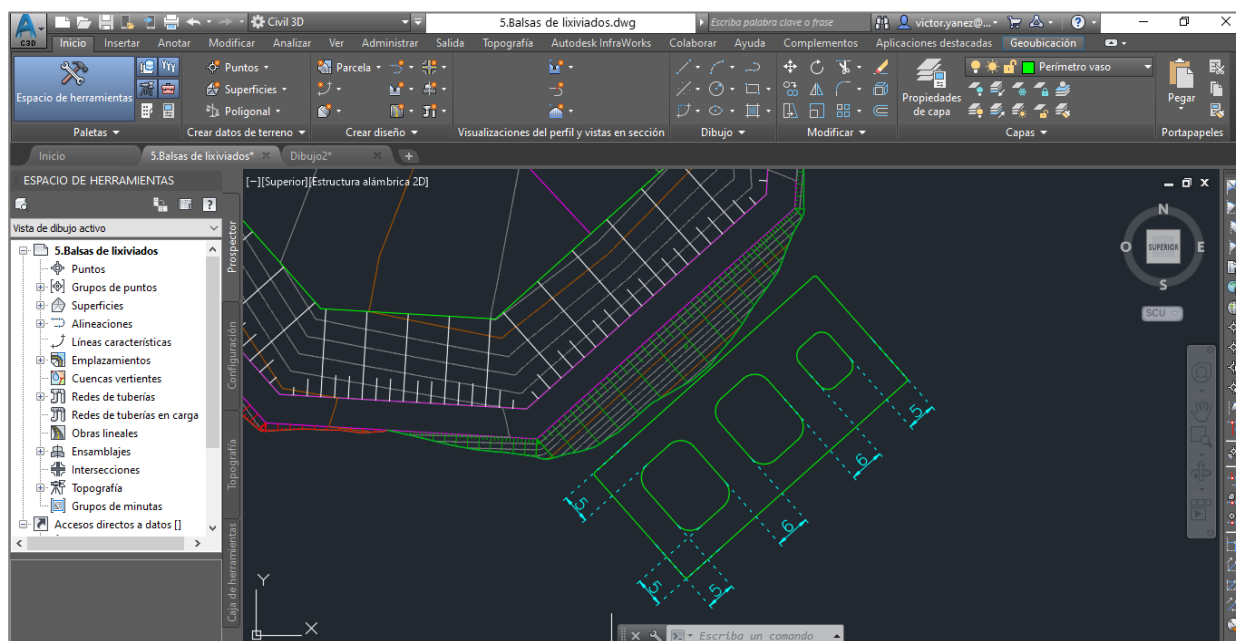 Civil 3D
5.Balsas de lixiviados.dwg
Escriba palabra clave o frase
victor.yanez@...
C3D
Inicio Insertar Anotar Modificar Analizar Ver Administrar Salida Topografía Autodesk InfraWorks Colaborar Ayuda Complementos Aplicaciones destacadas Geoubicación
Espacio de herramientas
Puntos
Superficies
Poligonal
Parcela
Propiedades de capa
Perímetro vaso
Pegar
Paletas Crear datos de terreno Crear diseño Visualizaciones del perfil y vistas en sección Dibujo Modificar Capas Portapapeles
Inicio 5.Balsas de lixiviados* Dibujo2*
ESPACIO DE HERRAMIENTAS
Vista de dibujo activo
5.Balsas de lixiviados
Puntos
Grupos de puntos
Superficies
Alineaciones
Líneas características
Emplazamientos
Cuencas vertientes
Redes de tuberías
Redes de tuberías en carga
Obras lineales
Ensamblajes
Intersecciones
Topografía
Grupos de minutas
Accesos directos a datos []
Prospector
Configuración
Topografía
Caja de herramientas
[−][Superior][Estructura alámbrica 2D]
N
O SUPERIOR E
S
SCU
5
6
5
6
5
5
Y
X
Escriba un comando